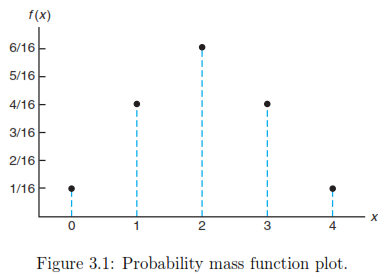 f(x)
6/16
5/16
4/16
3/16
2/16
1/16
0 1 2 3 4 x
Figure 3.1: Probability mass function plot.